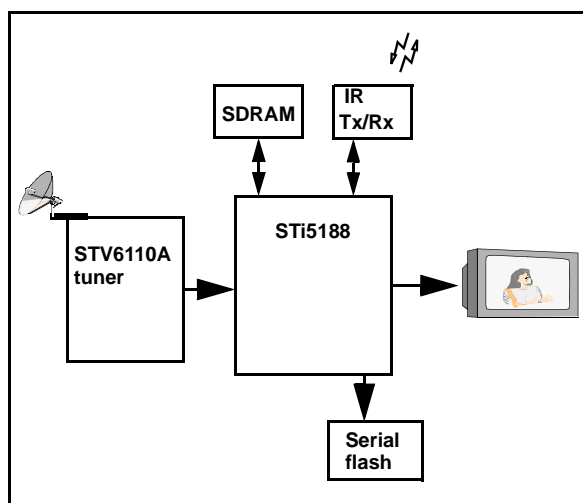 SDRAM
IR
Tx/Rx
STV6110A
tuner
STi5188
Serial
flash